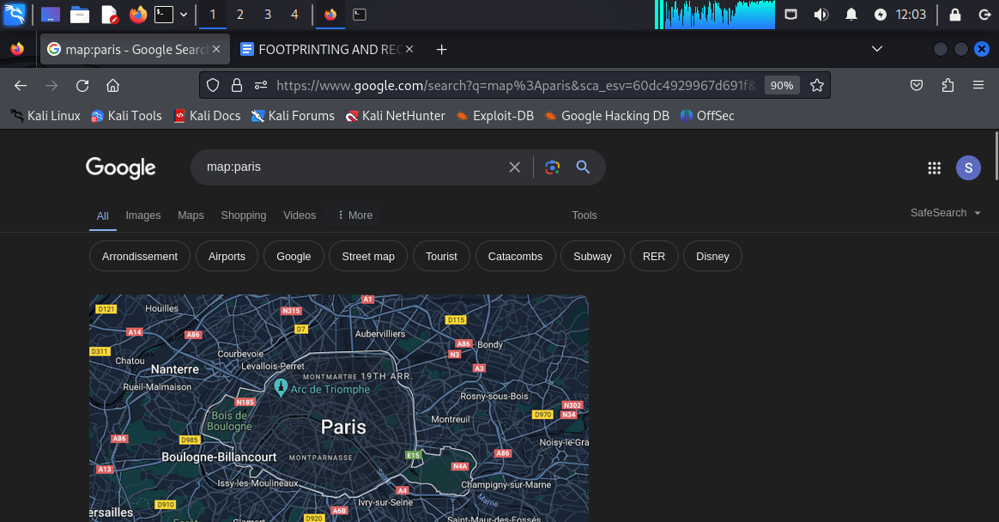 1 2 3 4 12:03
map:paris - Google Searc FOOTPRINTING AND REC
https://www.google.com/search?q=map%3Aparis&sca_esv=60dc4929967d691f& 90%
Kali Linux Kali Tools Kali Docs Kali Forums Kali NetHunter Exploit-DB Google Hacking DB OffSec
Google map:paris S
All Images Maps Shopping Videos More Tools SafeSearch
Arrondissement Airports Google Street map Tourist Catacombs Subway RER Disney
A1
D121 Houilles N315
D115
A14 A86 D7 Aubervilliers
A86 Bondy
D311 Courbevoie N3
Chatou Levallois-Perret A3
Nanterre
MONTMARTRE 19TH ARR.
Rueil-Malmaison Arc de Triomphe
N185 Rosny-sous-Bois N302
Bois de
Boulogne Montreuil D970 N34
Paris
A86 D985 Noisy-le-Gra
Boulogne-Billancourt MONTPARNASSE E15 A86
A13 N4A
Seine
Issy-les-Moulineaux A4 Champigny-sur-Marne
D910 Ivry-sur-Seine Marne
ersailles A6B
Forêt Clamart D920 Saint-Maur-des-Fossés